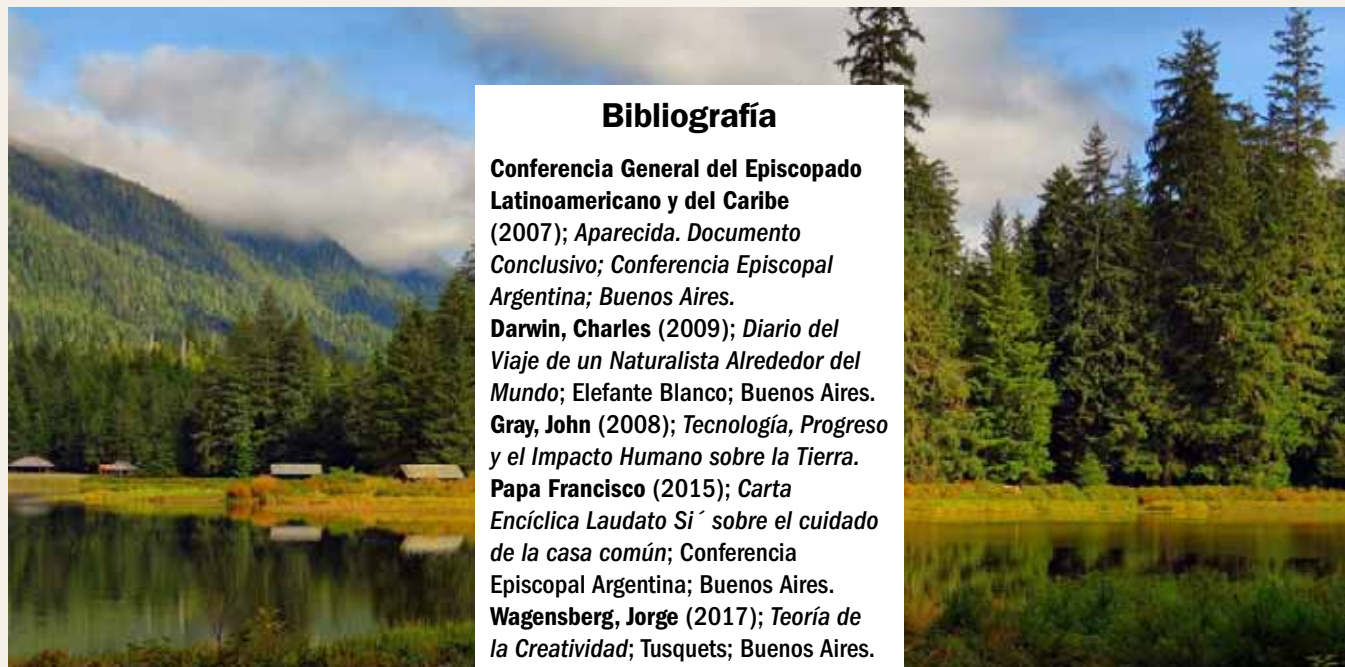 Bibliografía
Conferencia General del Episcopado
Latinoamericano y del Caribe
(2007); Aparecida. Documento
Conclusivo; Conferencia Episcopal
Argentina; Buenos Aires.
Darwin, Charles (2009); Diario del
Viaje de un Naturalista Alrededor del
Mundo; Elefante Blanco; Buenos Aires.
Gray, John (2008); Tecnología, Progreso
y el Impacto Humano sobre la Tierra.
Papa Francisco (2015); Carta
Encíclica Laudato Si´ sobre el cuidado
de la casa común; Conferencia
Episcopal Argentina; Buenos Aires.
Wagensberg, Jorge (2017); Teoría de
la Creatividad; Tusquets; Buenos Aires.